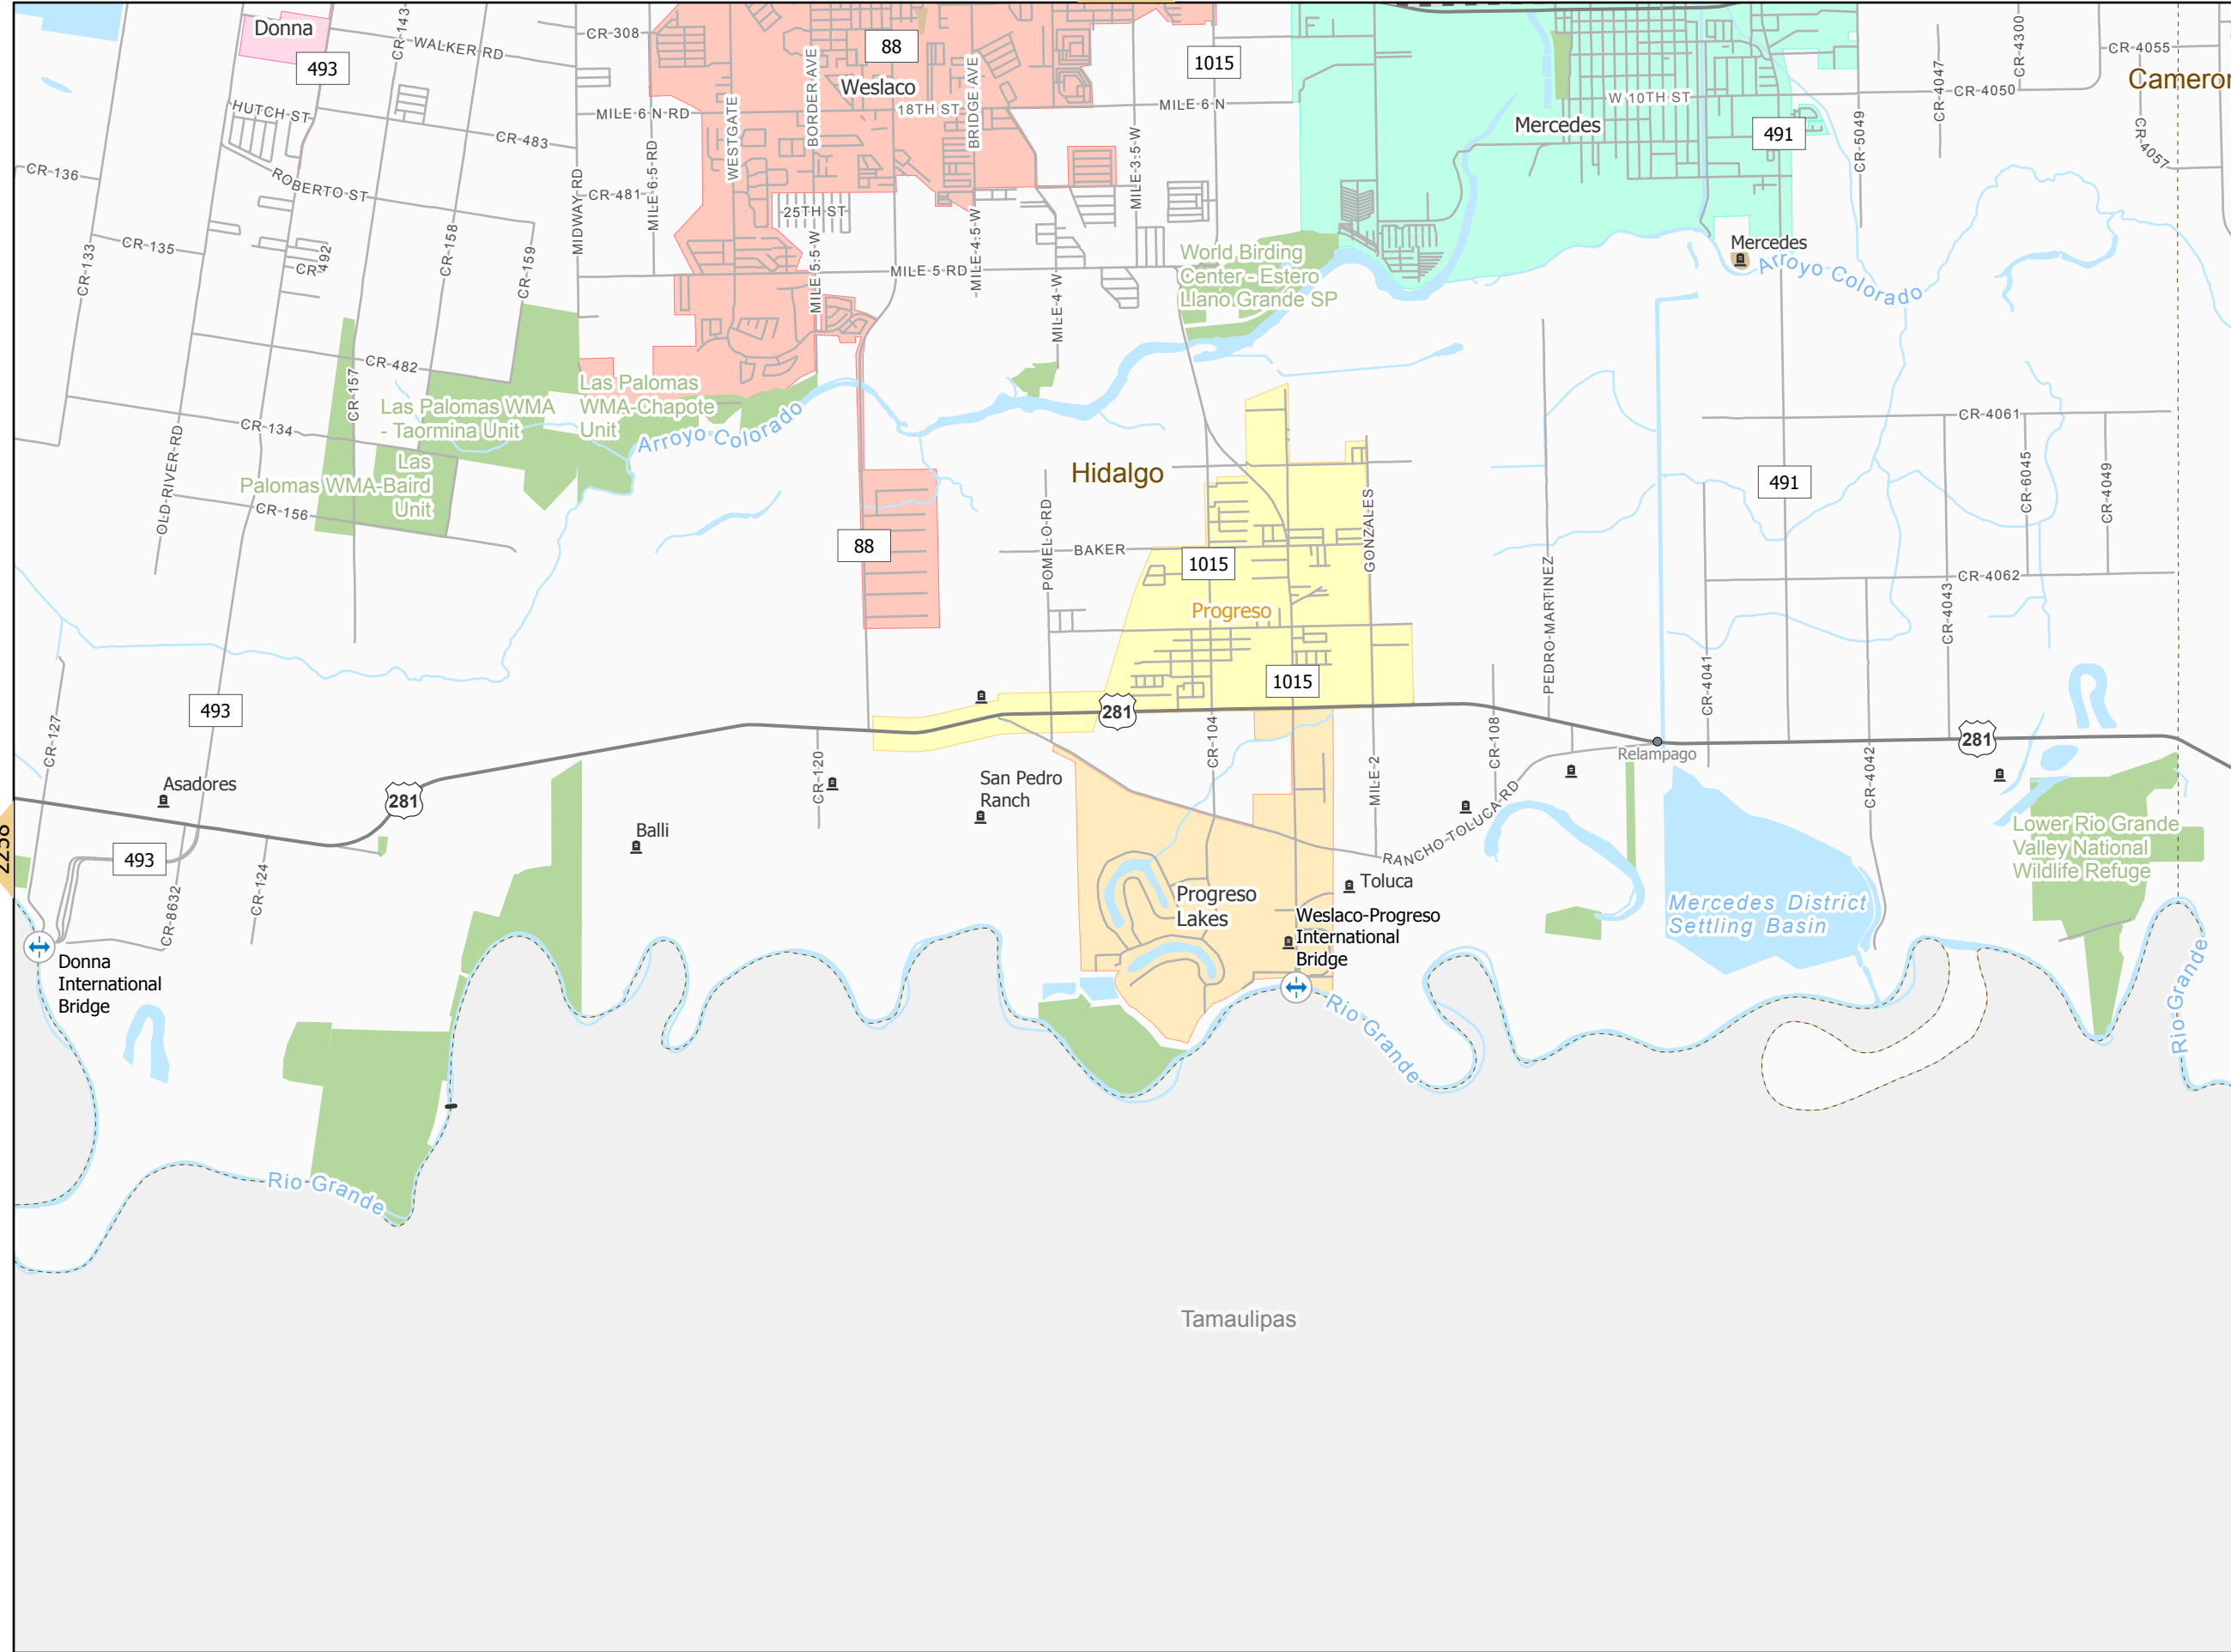 Donna
493
CR-143
WALKER RD
CR-308
88
Weslaco
BORDER AVE
BRIDGE AVE
1015
CR-4300
CR-4055
CR-4047
HUTCH ST
CR-483
MILE 6 N RD
WESTGATE
18TH ST
MILE 6 N
W 10TH ST
CR-4050
Mercedes
491
CR-5049
CR-4057
CR-136
ROBERTO ST
MIDWAY RD
CR-481
MILE-6.5-RD
25TH ST
MILE-3.5-W
CR-133
CR-135
CR-492
CR-158
CR-159
MILE-5.5-W
MILE 5 RD
MILE-4.5-W
MILE-4-W
World Birding
Center - Estero
Llano Grande SP
Mercedes
Arroyo Colorado
CR-482
CR-157
Las Palomas WMA
- Taormina Unit
Las Palomas
WMA-Chapote
Unit
Arroyo Colorado
CR-4061
CR-134
OLD-RIVER-RD
Las
Palomas WMA-Baird
Unit
Hidalgo
491
CR-6045
CR-4049
CR-156
88
POMELO-RD
BAKER
1015
GONZALES
PEDRO-MARTINEZ
CR-4062
CR-4043
Progreso
1015
CR-4041
493
CR-127
281
CR-104
CR-108
Relampago
281
CR-4042
Asadores
281
CR-120
San Pedro
Ranch
MILE-2
RANCHO-TOLUCA-RD
Balli
493
CR-8632
CR-124
Lower Rio Grande
Valley National
Wildlife Refuge
Toluca
Progreso
Lakes
Weslaco-Progreso
International
Bridge
Mercedes District
Settling Basin
Donna
International
Bridge
Rio Grande
Rio Grande
Rio Grande
Tamaulipas